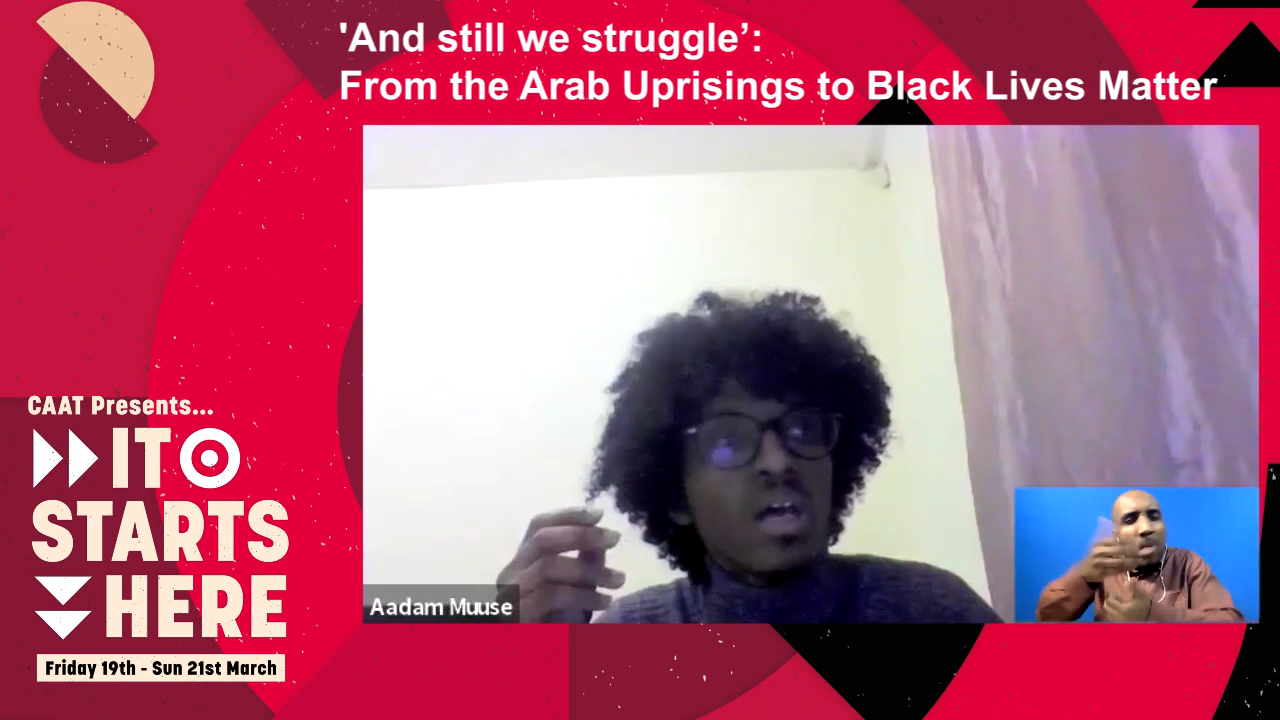 'And still we struggle’:
From the Arab Uprisings to Black Lives Matter
CAAT Presents...
IT
STARTS
HERE
Friday 19th - Sun 21st March
Aadam Muuse